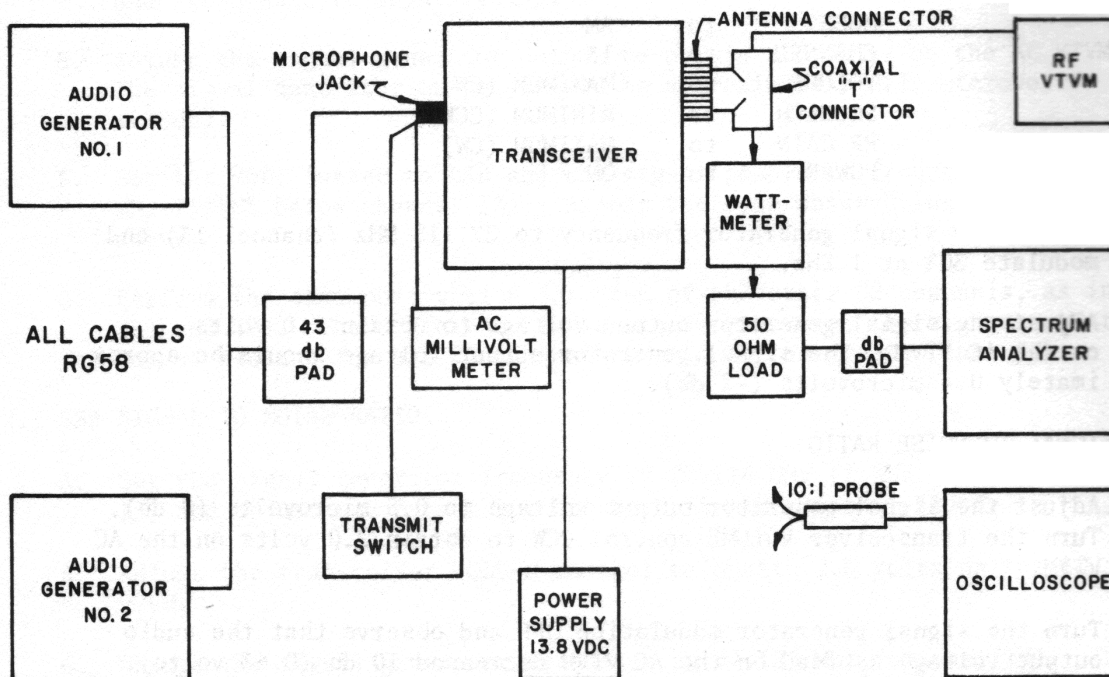 AUDIO
GENERATOR
NO. 1
MICROPHONE
JACK
TRANSCEIVER
ANTENNA CONNECTOR
COAXIAL
"T"
CONNECTOR
RF
VTVM
WATT-
METER
ALL CABLES
RG58
43
db
PAD
AC
MILLIVOLT
METER
50
OHM
LOAD
db
PAD
SPECTRUM
ANALYZER
AUDIO
GENERATOR
NO. 2
TRANSMIT
SWITCH
POWER
SUPPLY
13.8 VDC
10:1 PROBE
OSCILLOSCOPE